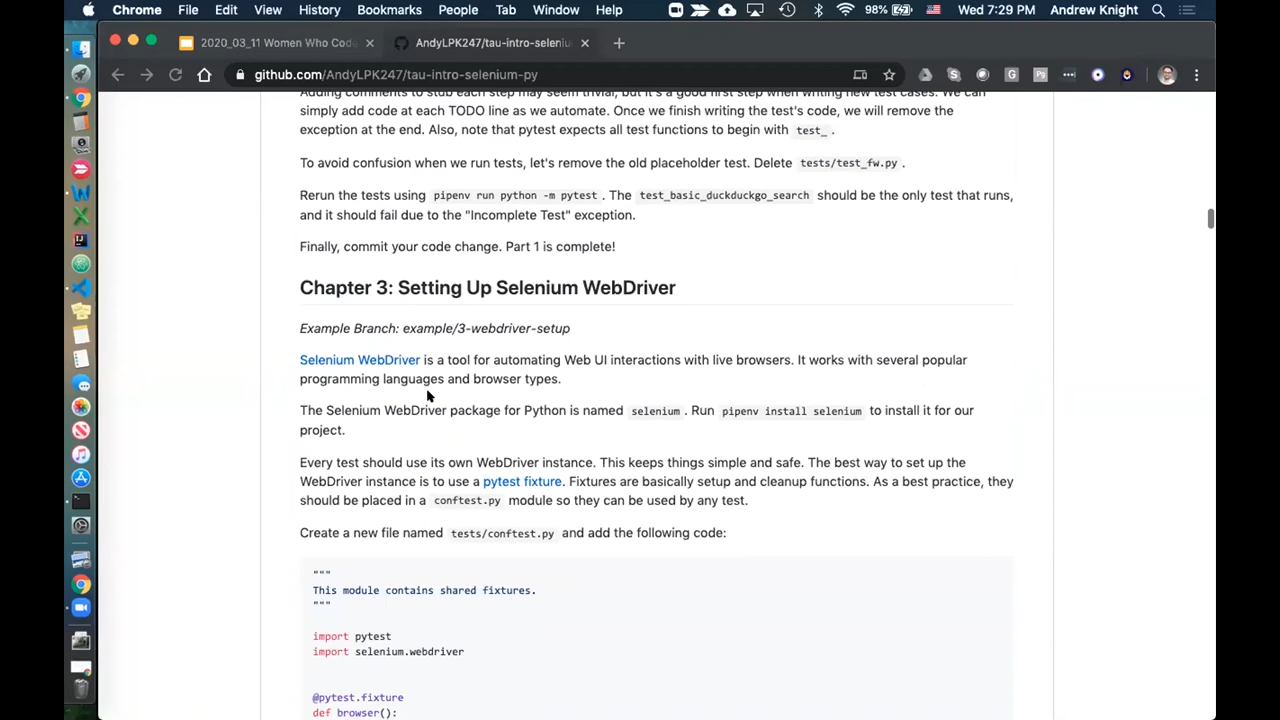 Chrome File Edit View History Bookmarks People Tab Window Help 98% Wed 7:29 PM Andrew Knight
2020_03_11 Women Who Code
AndyLPK247/tau-intro-seleniu
github.com/AndyLPK247/tau-intro-selenium-py
Adding comments to stub each step may seem trivial, but it's a good first step when writing new test cases. We can
simply add code at each TODO line as we automate. Once we finish writing the test's code, we will remove the
exception at the end. Also, note that pytest expects all test functions to begin with test_ .
To avoid confusion when we run tests, let's remove the old placeholder test. Delete tests/test_fw.py .
Rerun the tests using pipenv run python -m pytest . The test_basic_duckduckgo_search should be the only test that runs,
and it should fail due to the "Incomplete Test" exception.
Finally, commit your code change. Part 1 is complete!
Chapter 3: Setting Up Selenium WebDriver
Example Branch: example/3-webdriver-setup
Selenium WebDriver is a tool for automating Web UI interactions with live browsers. It works with several popular
programming languages and browser types.
The Selenium WebDriver package for Python is named selenium . Run pipenv install selenium to install it for our
project.
Every test should use its own WebDriver instance. This keeps things simple and safe. The best way to set up the
WebDriver instance is to use a pytest fixture. Fixtures are basically setup and cleanup functions. As a best practice, they
should be placed in a conftest.py module so they can be used by any test.
Create a new file named tests/conftest.py and add the following code:
"""
This module contains shared fixtures.
"""
import pytest
import selenium.webdriver
@pytest.fixture
def browser():